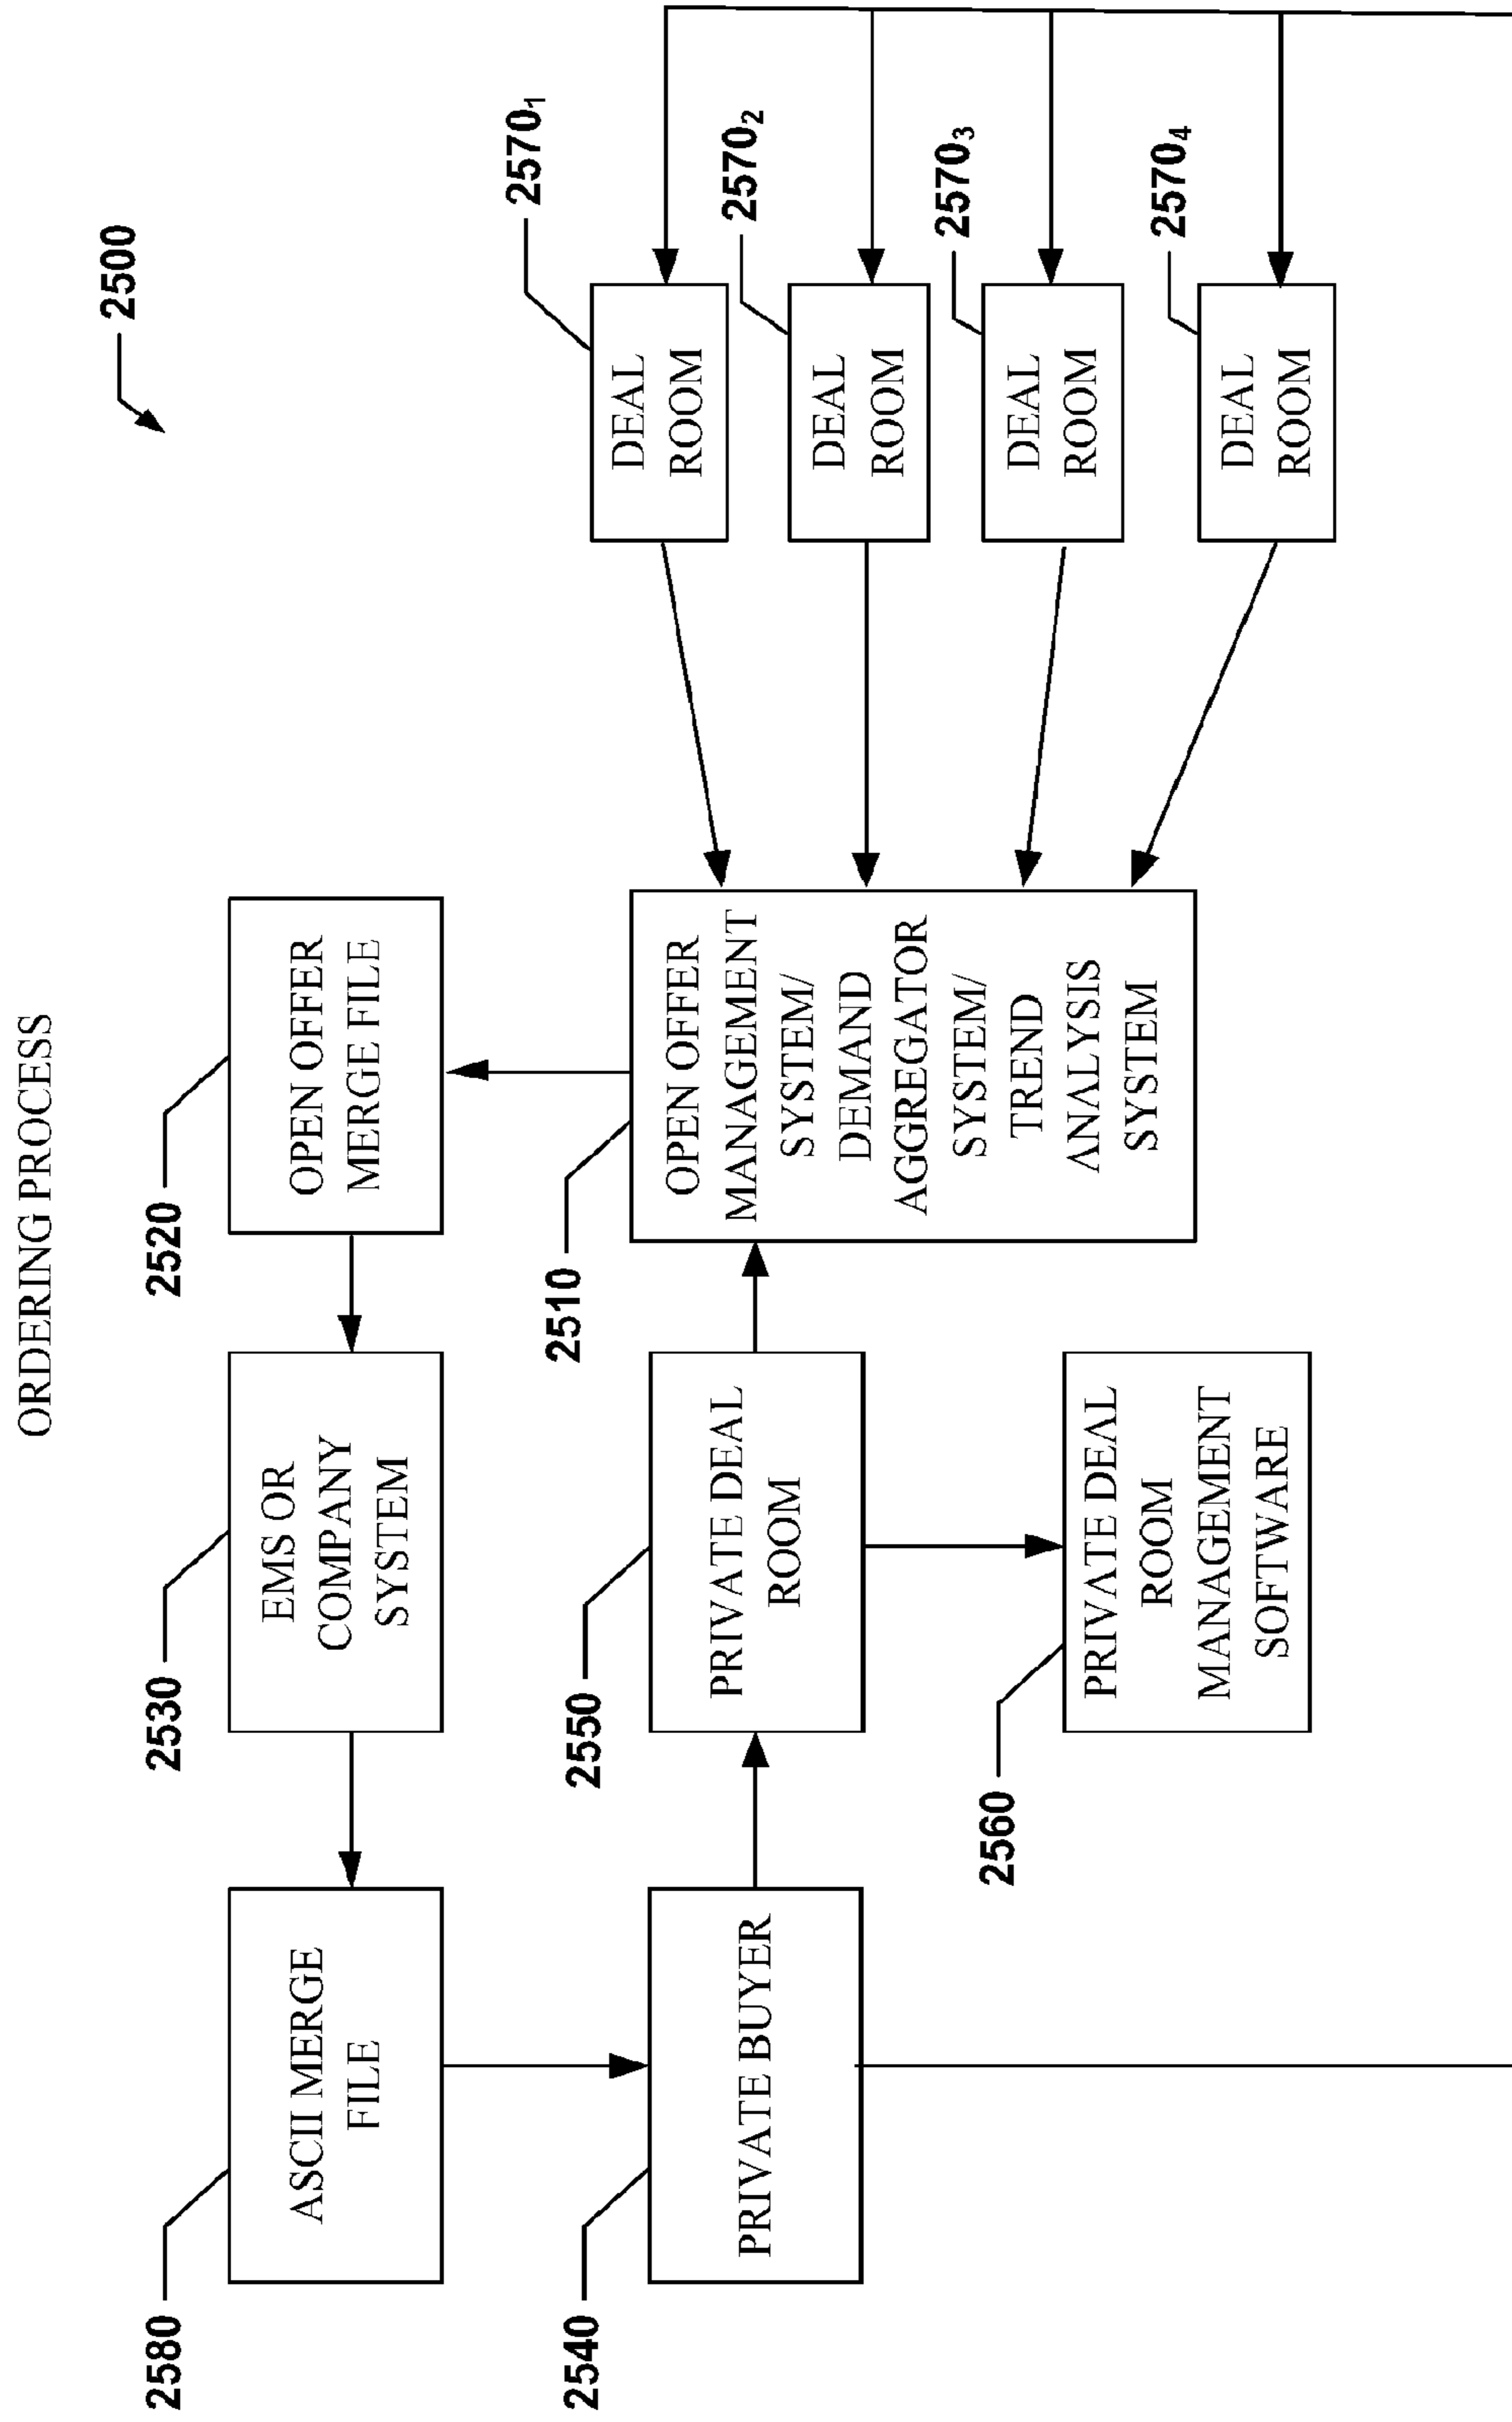 ORDERING PROCESS
2500
2580
ASCII MERGE
FILE
2530
EMS OR
COMPANY
SYSTEM
2520
OPEN OFFER
MERGE FILE
2540
PRIVATE BUYER
2550
PRIVATE DEAL
ROOM
2510
OPEN OFFER
MANAGEMENT
SYSTEM/
DEMAND
AGGREGATOR
SYSTEM/
TREND
ANALYSIS
SYSTEM
2560
PRIVATE DEAL
ROOM
MANAGEMENT
SOFTWARE
2570₁
DEAL
ROOM
2570₂
DEAL
ROOM
2570₃
DEAL
ROOM
2570₄
DEAL
ROOM